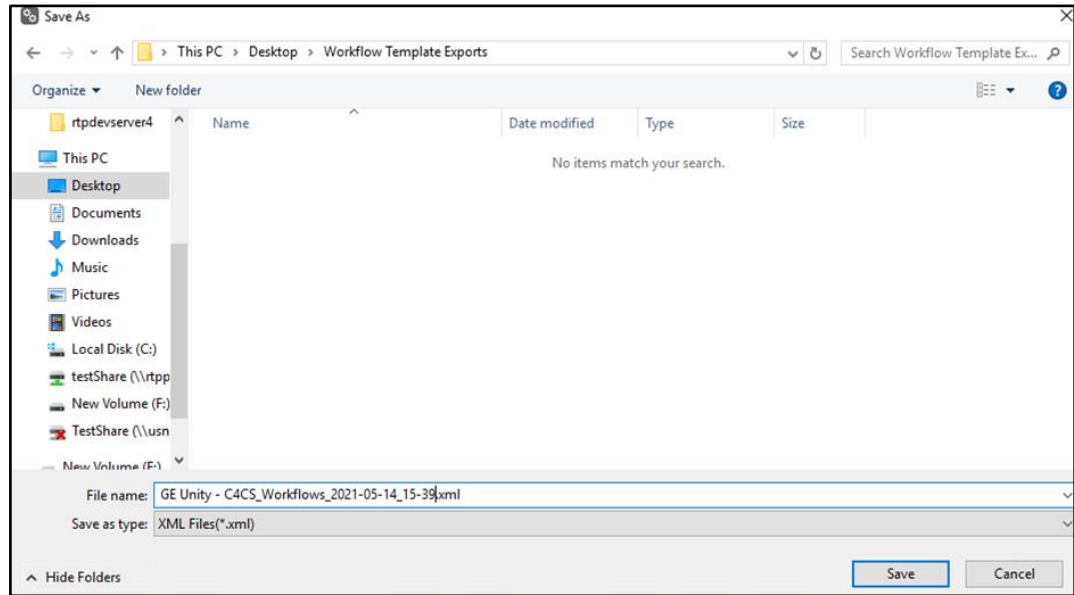 Save As
This PC > Desktop > Workflow Template Exports
Search Workflow Template Ex...
Organize
New folder
rtpdevserver4
Name
Date modified
Type
Size
No items match your search.
This PC
Desktop
Documents
Downloads
Music
Pictures
Videos
Local Disk (C:)
testShare (\\rtpp
New Volume (F:)
TestShare (\\usn
New Volume (F:)
File name: GE Unity - C4CS_Workflows_2021-05-14_15-39.xml
Save as type: XML Files(*.xml)
Hide Folders
Save
Cancel